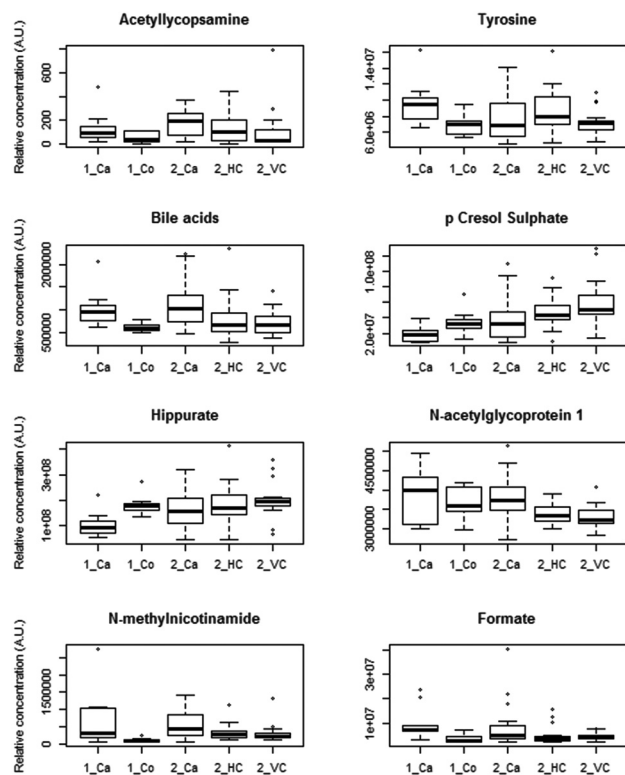 Acetyllycopsamine
Tyrosine
Relative concentration (A.U.)
0 200 600
6.0e+06 1.4e+07
1_Ca 1_Co 2_Ca 2_HC 2_VC
1_Ca 1_Co 2_Ca 2_HC 2_VC
Bile acids
p Cresol Sulphate
Relative concentration (A.U.)
500000 2000000
2.0e+07 1.0e+08
1_Ca 1_Co 2_Ca 2_HC 2_VC
1_Ca 1_Co 2_Ca 2_HC 2_VC
Hippurate
N-acetylglycoprotein 1
Relative concentration (A.U.)
1e+08 3e+08
3000000 4500000
1_Ca 1_Co 2_Ca 2_HC 2_VC
1_Ca 1_Co 2_Ca 2_HC 2_VC
N-methylnicotinamide
Formate
Relative concentration (A.U.)
0 1500000
1e+07 3e+07
1_Ca 1_Co 2_Ca 2_HC 2_VC
1_Ca 1_Co 2_Ca 2_HC 2_VC